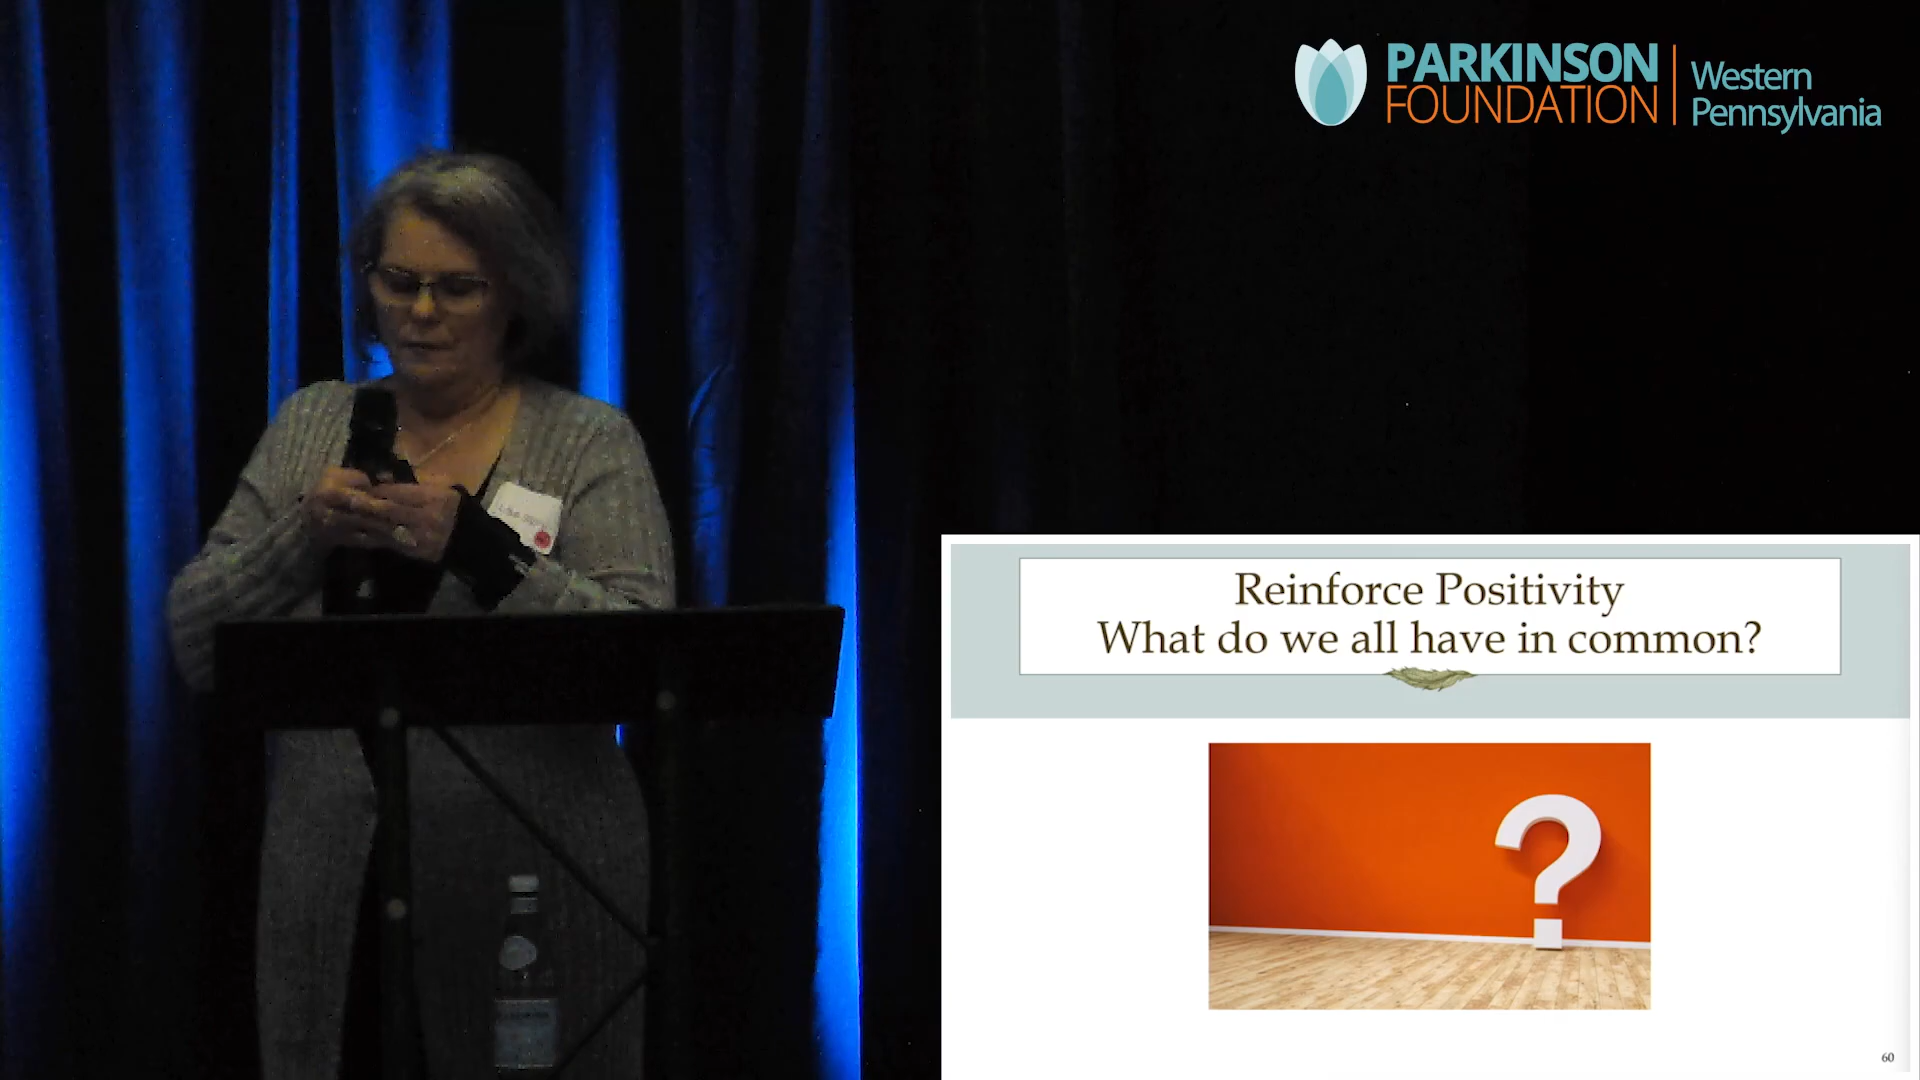 PARKINSON
FOUNDATION
Western
Pennsylvania
Reinforce Positivity
What do we all have in common?
60